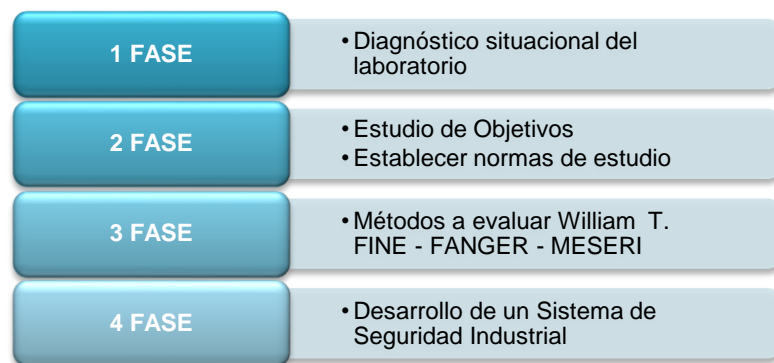 1 FASE
• Diagnóstico situacional del
laboratorio
2 FASE
• Estudio de Objetivos
• Establecer normas de estudio
3 FASE
• Métodos a evaluar William T.
FINE - FANGER - MESERI
4 FASE
• Desarrollo de un Sistema de
Seguridad Industrial